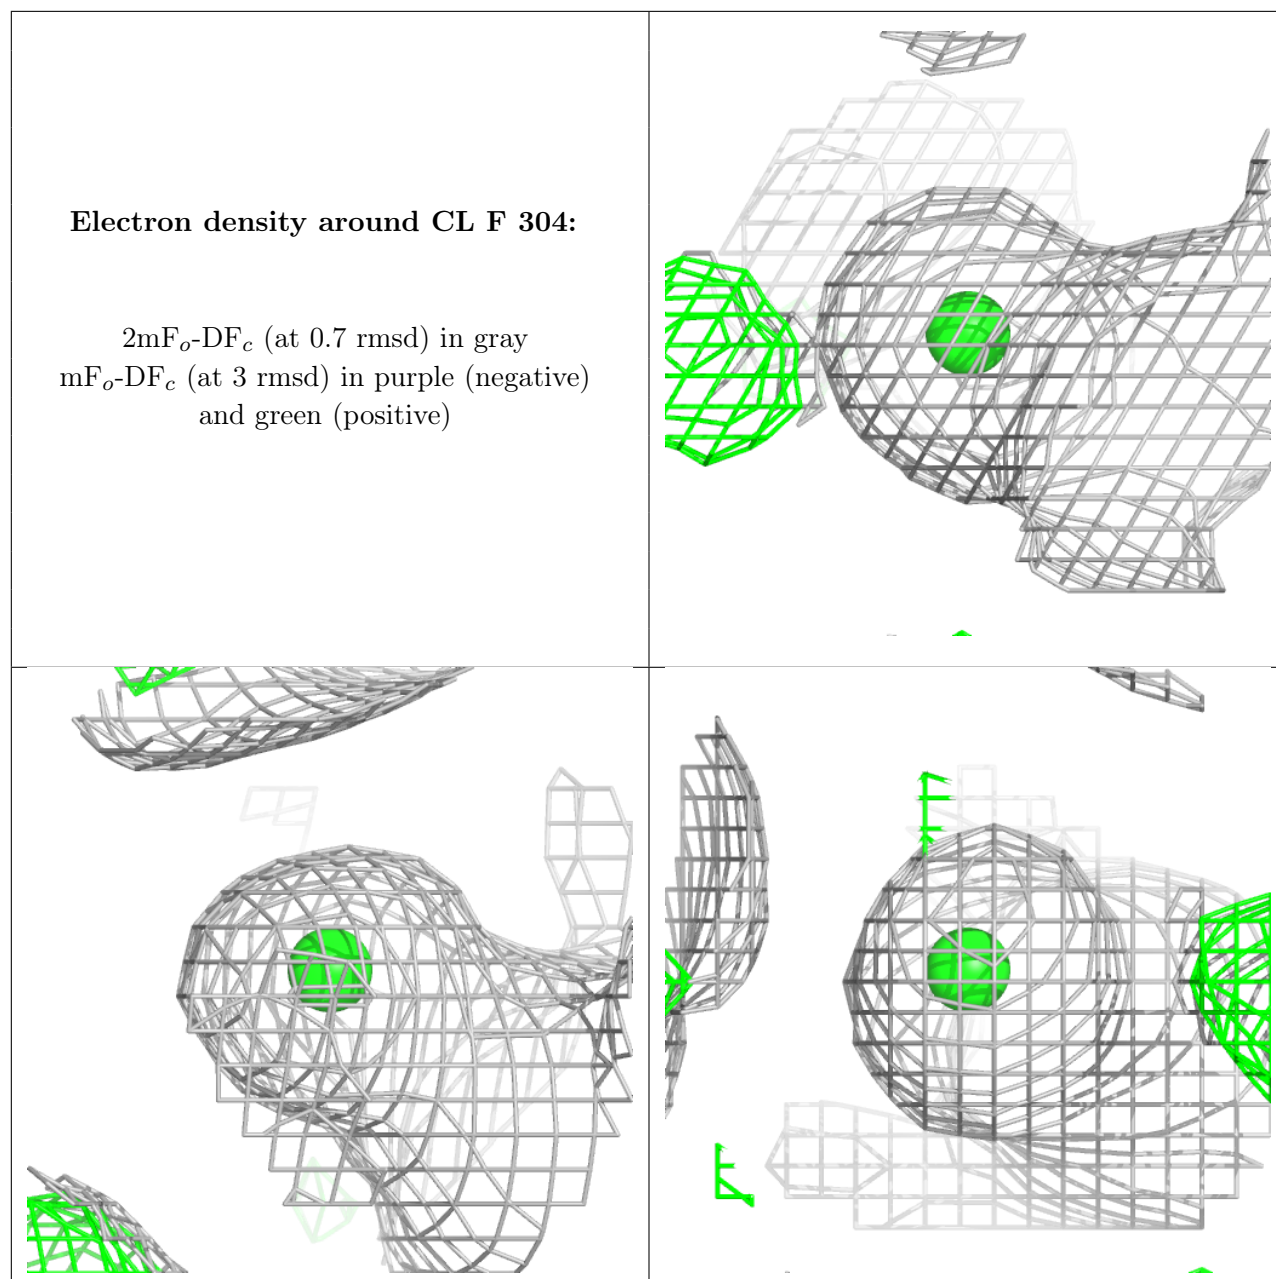 Electron density around CL F 304:
2mFo-DFc (at 0.7 rmsd) in gray
mFo-DFc (at 3 rmsd) in purple (negative)
and green (positive)